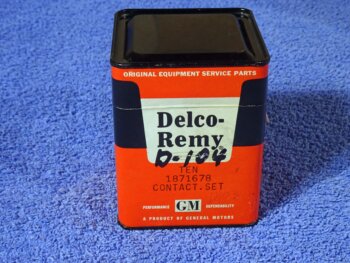 ORIGINAL EQUIPMENT SERVICE PARTS
Delco-
Remy
D-104
TEN
1871678
CONTACT.SET
PERFORMANCE GM DEPENDABILITY
A PRODUCT OF GENERAL MOTORS